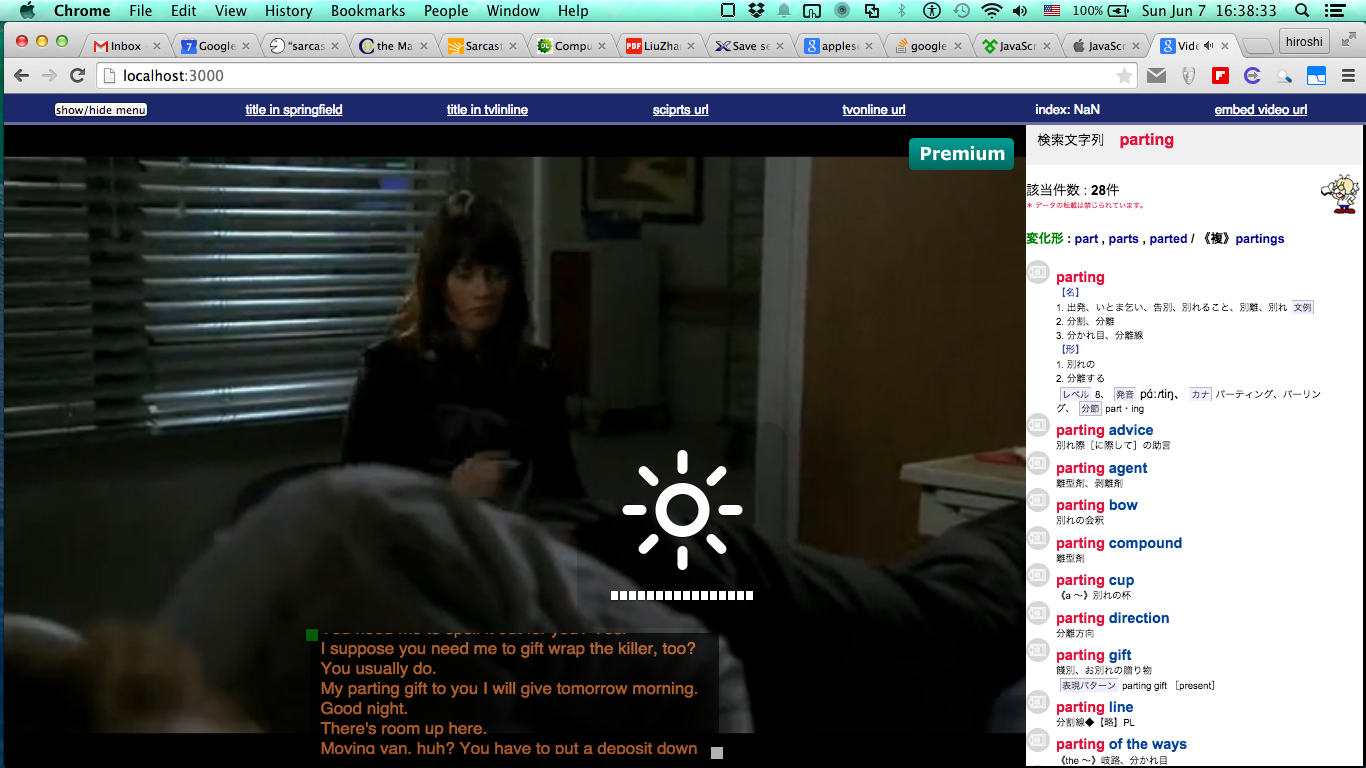 Chrome File Edit View History Bookmarks People Window Help 100% Sun Jun 7 16:38:33
Inbox Google "sarcas the Ma Sarcast Compu LiuZhan Save se applesc google JavaScr JavaScr Vide hiroshi
localhost:3000
show/hide menu title in springfield title in tvlinline sciprts url tvonline url index: NaN embed video url
Premium
I suppose you need me to gift wrap the killer, too?
You usually do.
My parting gift to you I will give tomorrow morning.
Good night.
There's room up here.
Moving van, huh? You have to put a deposit down
検索文字列 parting
該当件数 : 28件
＊ データの転載は禁じられています。
変化形 : part , parts , parted / 《複》partings
parting
【名】
1. 出発、いとま乞い、告別、別れること、別離、別れ 文例
2. 分割、分離
3. 分かれ目、分離線
【形】
1. 別れの
2. 分離する
レベル 8、 発音 pɑ́ːrtiŋ、 カナ パーティング、パーリン
グ、 分節 part・ing
parting advice
別れ際［に際して］の助言
parting agent
離型剤、剥離剤
parting bow
別れの会釈
parting compound
離型剤
parting cup
《a ～》別れの杯
parting direction
分離方向
parting gift
餞別、お別れの贈り物
表現パターン parting gift ［present］
parting line
分割線◆【略】PL
parting of the ways
《the ～》岐路、分かれ目